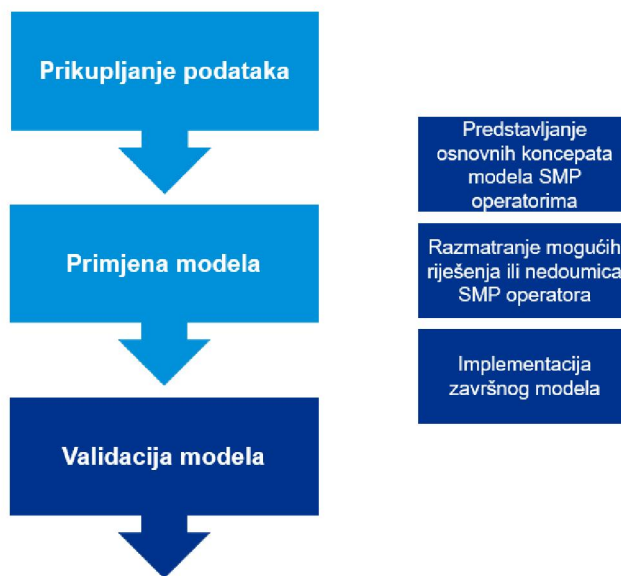 Prikupljanje podataka
Primjena modela
Validacija modela
Predstavljanje
osnovnih koncepata
modela SMP
operatorima
Razmatranje mogućih
riješenja ili nedoumica
SMP operatora
Implementacija
završnog modela